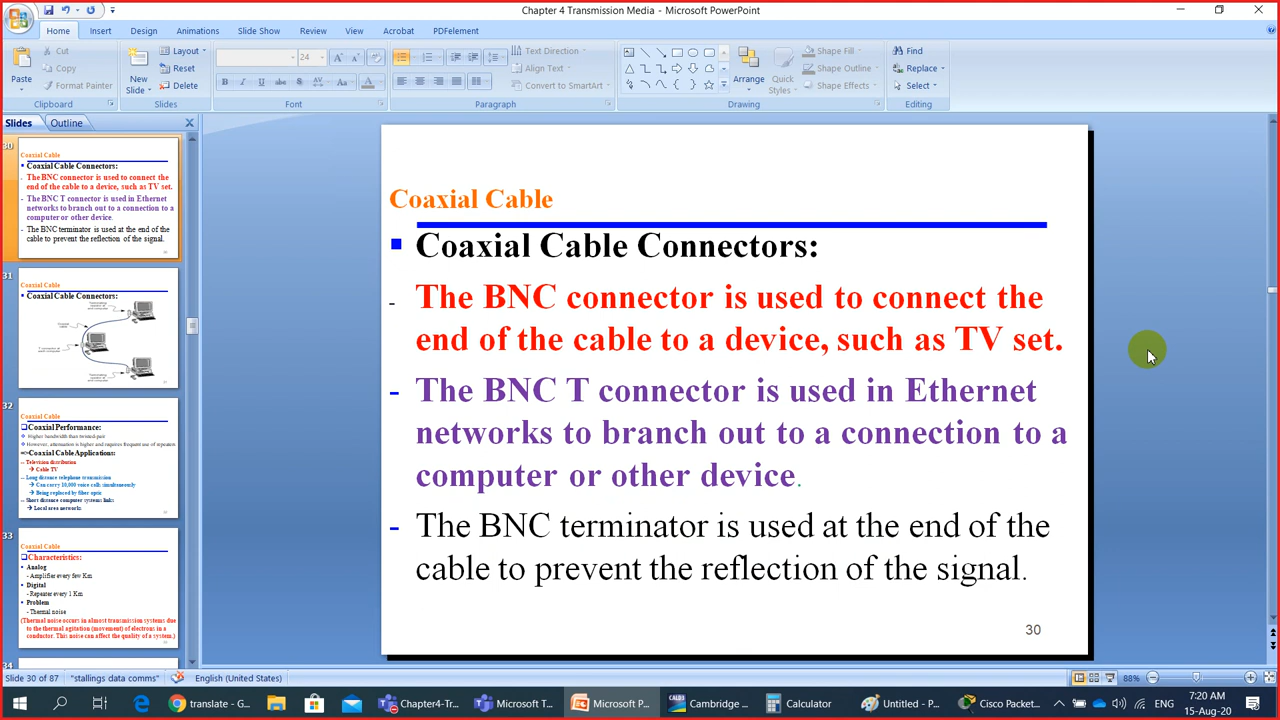 Chapter 4 Transmission Media - Microsoft PowerPoint
Home Insert Design Animations Slide Show Review View Acrobat PDFelement
Paste
Cut
Copy
Format Painter
Clipboard
New Slide
Layout
Reset
Delete
Slides
24
B I U abc S AV Aa A
Font
Text Direction
Align Text
Convert to SmartArt
Paragraph
Arrange
Quick Styles
Shape Fill
Shape Outline
Shape Effects
Drawing
Find
Replace
Select
Editing
Slides Outline
30
Coaxial Cable
Coaxial Cable Connectors:
- The BNC connector is used to connect the
end of the cable to a device, such as TV set.
- The BNC T connector is used in Ethernet
networks to branch out to a connection to a
computer or other device.
- The BNC terminator is used at the end of the
cable to prevent the reflection of the signal.
31
Coaxial Cable
Coaxial Cable Connectors:
32
Coaxial Cable
Coaxial Performance:
Higher bandwidth than twisted-pair
However, attenuation is higher and requires frequent use of repeaters
Coaxial Cable Applications:
- Television distribution
Cable TV
- Long distance telephone transmission
Can carry 10,000 voice calls simultaneously
Being replaced by fiber optic
- Short distance computer systems links
Local area networks
33
Coaxial Cable
Characteristics:
Analog
- Amplifier every few Km
Digital
- Repeater every 1 Km
Problem
- Thermal noise
(Thermal noise occurs in almost transmission systems due
to the thermal agitation (movement) of electrons in a
conductor. This noise can affect the quality of a system.)
34
Coaxial Cable
Coaxial Cable Connectors:
- The BNC connector is used to connect the
end of the cable to a device, such as TV set.
- The BNC T connector is used in Ethernet
networks to branch out to a connection to a
computer or other device.
- The BNC terminator is used at the end of the
cable to prevent the reflection of the signal.
30
Slide 30 of 87 "stallings data comms" English (United States) 88%
translate - G... Chapter4-Tr... Microsoft T... Microsoft P... Cambridge ... Calculator Untitled - P... Cisco Packet... ENG
7:20 AM
15-Aug-20